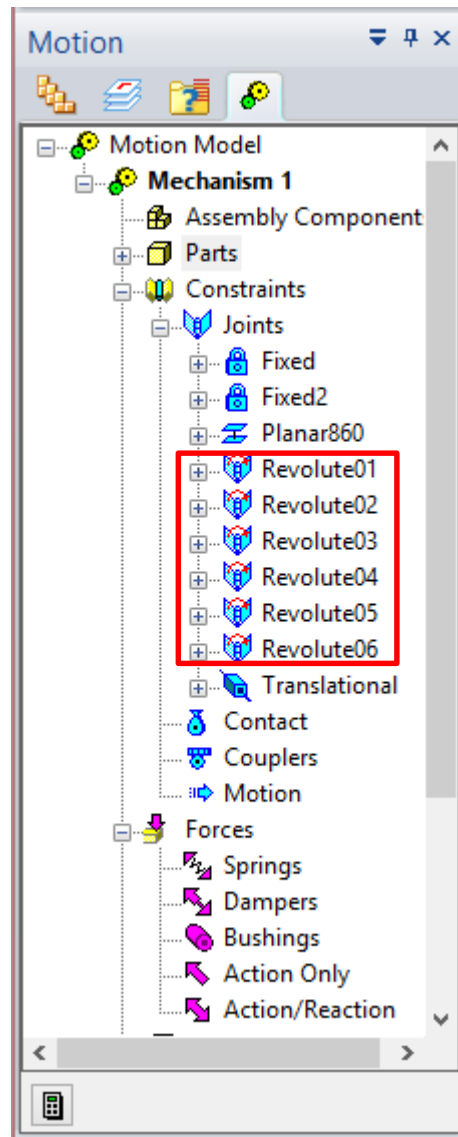 Motion
Motion Model
Mechanism 1
Assembly Component
Parts
Constraints
Joints
Fixed
Fixed2
Planar860
Revolute01
Revolute02
Revolute03
Revolute04
Revolute05
Revolute06
Translational
Contact
Couplers
Motion
Forces
Springs
Dampers
Bushings
Action Only
Action/Reaction